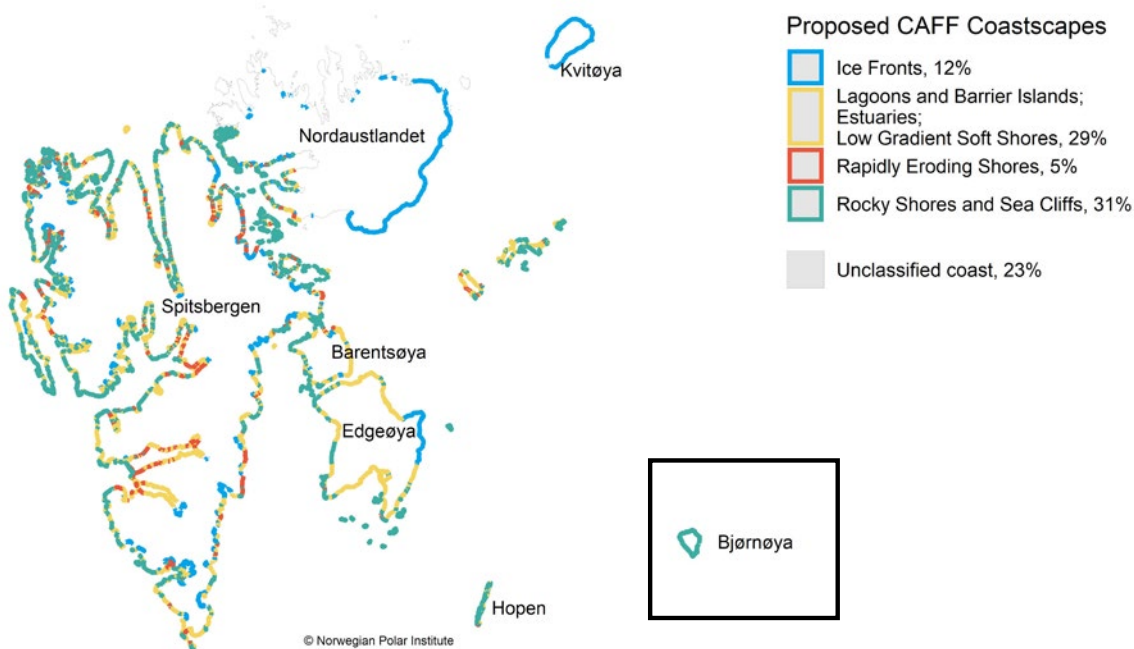 Proposed CAFF Coastscapes
Ice Fronts, 12%
Lagoons and Barrier Islands;
Estuaries;
Low Gradient Soft Shores, 29%
Rapidly Eroding Shores, 5%
Rocky Shores and Sea Cliffs, 31%
Unclassified coast, 23%
Kvitøya
Nordaustlandet
Spitsbergen
Barentsøya
Edgeøya
Bjørnøya
Hopen
© Norwegian Polar Institute